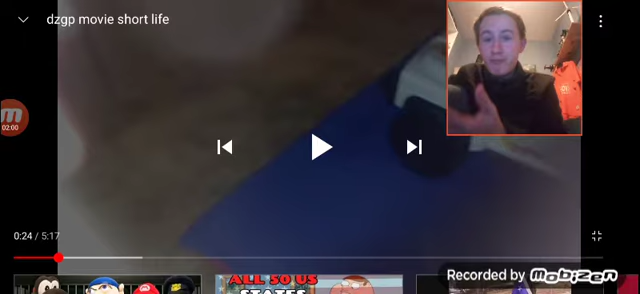 dzgp movie short life
m
02:00
0:24 / 5:17
ALL 50 US
STATES
Recorded by mobizen